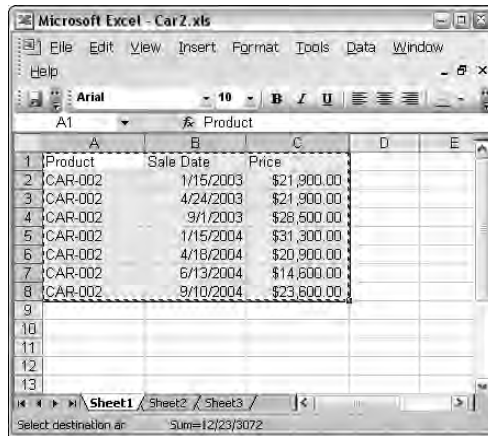 Microsoft Excel - Car2.xls
File Edit View Insert Format Tools Data Window
Help
Arial 10 B I U
A1 fx Product
A B C D E
1 Product Sale Date Price
2 CAR-002 1/15/2003 $21,900.00
3 CAR-002 4/24/2003 $21,900.00
4 CAR-002 9/1/2003 $28,500.00
5 CAR-002 1/15/2004 $31,300.00
6 CAR-002 4/18/2004 $20,900.00
7 CAR-002 6/13/2004 $14,600.00
8 CAR-002 9/10/2004 $23,600.00
9
10
11
12
13
Sheet1 Sheet2 Sheet3
Select destination ar Sum=12/23/3072